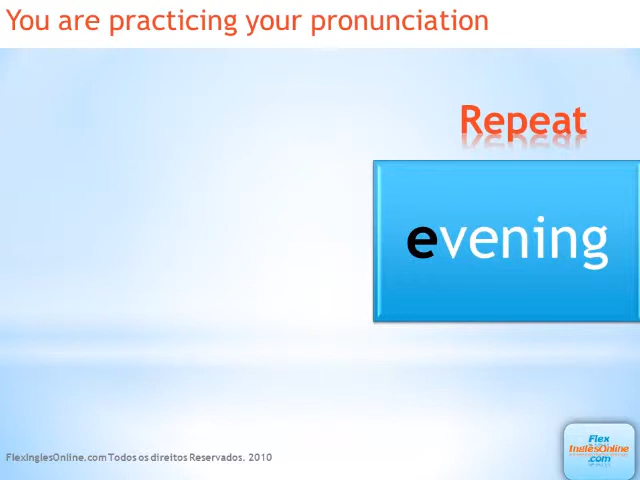 You are practicing your pronunciation
Repeat
evening
FlexInglesOnline.com Todos os direitos Reservados. 2010
Flex
InglesOnline
.com